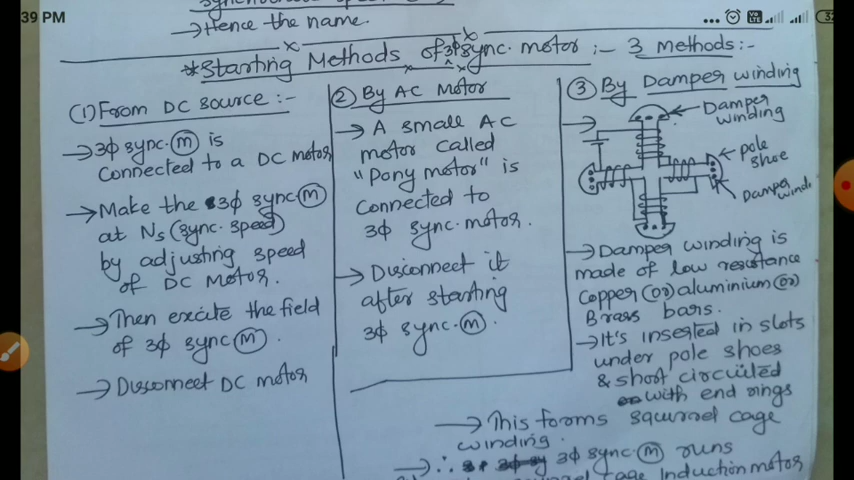 39 PM
32
→ Hence the name.
*Starting Methods of 3ϕ sync. motor :- 3 methods:-
(1) From DC source :-
→ 3ϕ sync. (M) is
connected to a DC motor
→ Make the 3ϕ sync (M)
at Ns (sync. speed)
by adjusting speed
of DC Motor.
→ Then excite the field
of 3ϕ sync (M).
→ Disconnect DC motor
(2) By AC Motor
→ A small AC
motor called
"Pony motor" is
connected to
3ϕ sync. motor.
→ Disconnect it
after starting
3ϕ sync. (M).
(3) By Damper winding
→
Damper
winding
pole
shoe
Damper windi
→ Damper winding is
made of low resistance
copper (or) aluminium (or)
Brass bars.
→ It's inserted in slots
under pole shoes
& short circuited
with end rings
→ This forms squirrel cage
winding.
→ ∴ 3ϕ sync. (M) runs
cage Induction motor